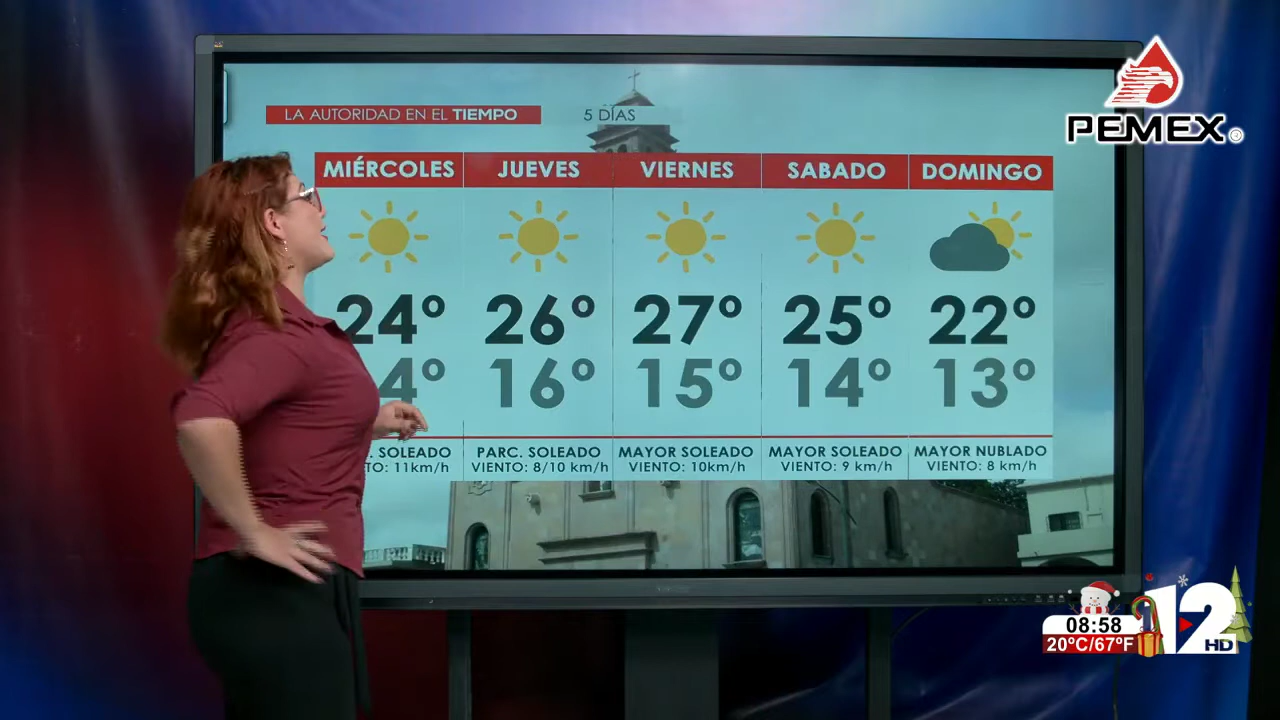 PEMEX
LA AUTORIDAD EN EL TIEMPO 5 DÍAS
MIÉRCOLES JUEVES VIERNES SABADO DOMINGO
24° 26° 27° 25° 22°
4° 16° 15° 14° 13°
. SOLEADO PARC. SOLEADO MAYOR SOLEADO MAYOR SOLEADO MAYOR NUBLADO
TO: 11km/h VIENTO: 8/10 km/h VIENTO: 10km/h VIENTO: 9 km/h VIENTO: 8 km/h
08:58
20°C/67°F
12
HD